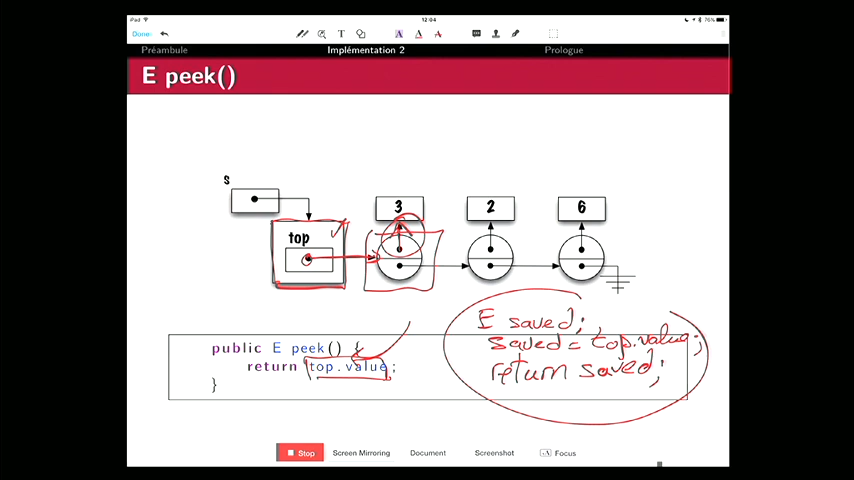 iPad
12:04
76%
Done
T
A A A
Préambule Implémentation 2 Prologue
E peek()
s
3 2 6
top
E saved;
saved = top.value;
return saved;
public E peek() {
return top.value;
}
Stop Screen Mirroring Document Screenshot A Focus